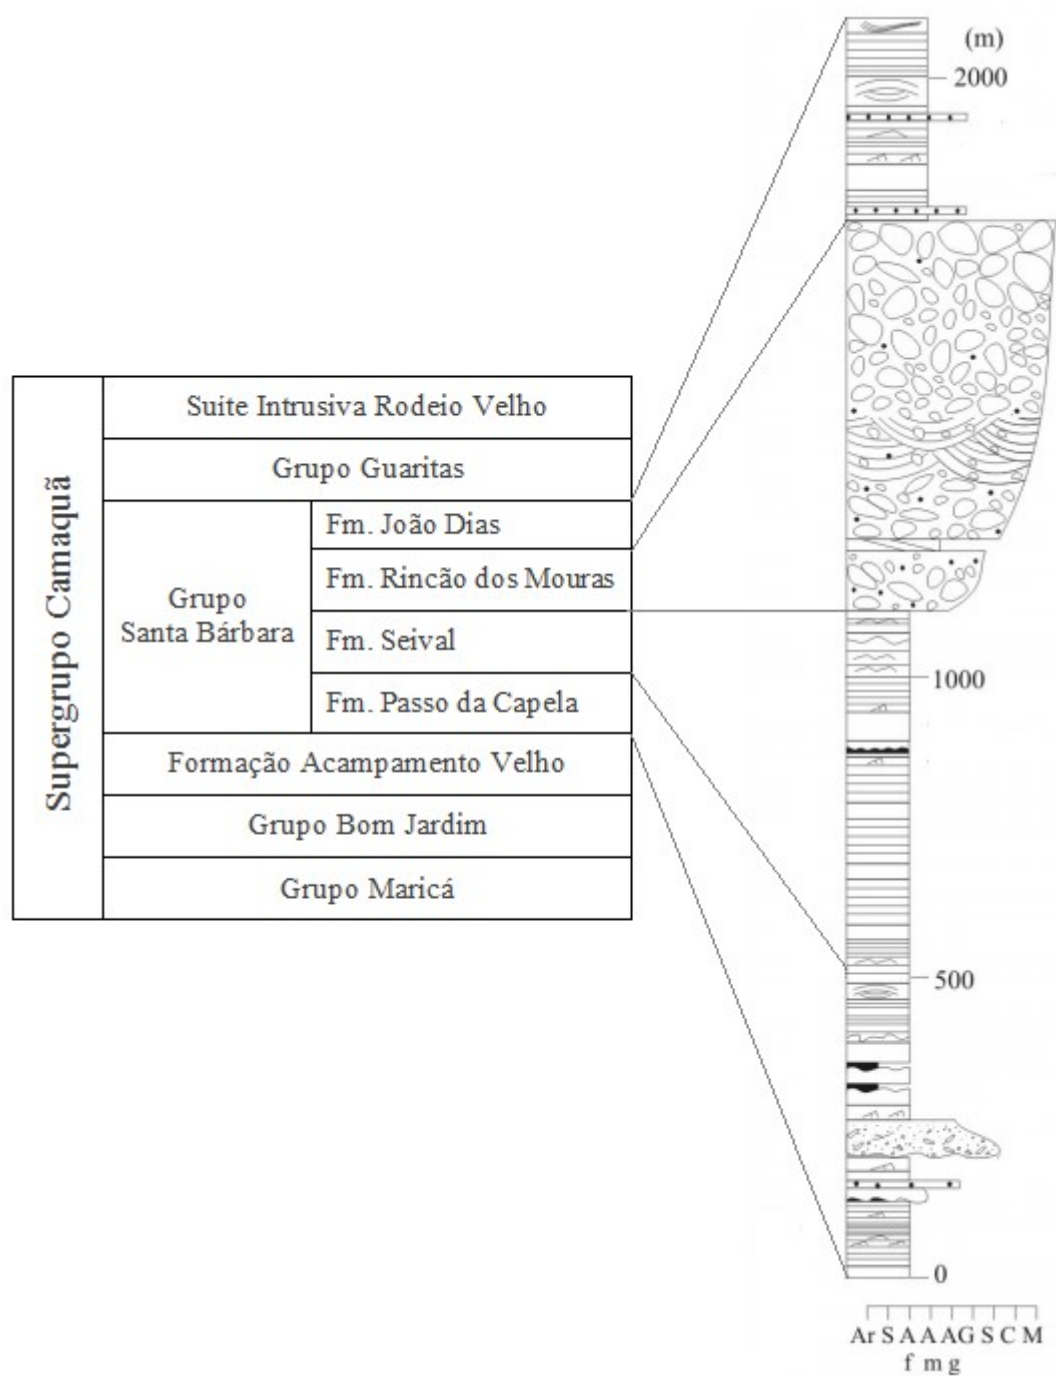 Supergrupo Camaquã
Suíte Intrusiva Rodeio Velho
Grupo Guaritas
Grupo
Santa Bárbara
Fm. João Dias
Fm. Rincão dos Mouras
Fm. Seival
Fm. Passo da Capela
Formação Acampamento Velho
Grupo Bom Jardim
Grupo Maricá
(m)
2000
1000
500
0
Ar S A A AG S C M
f m g